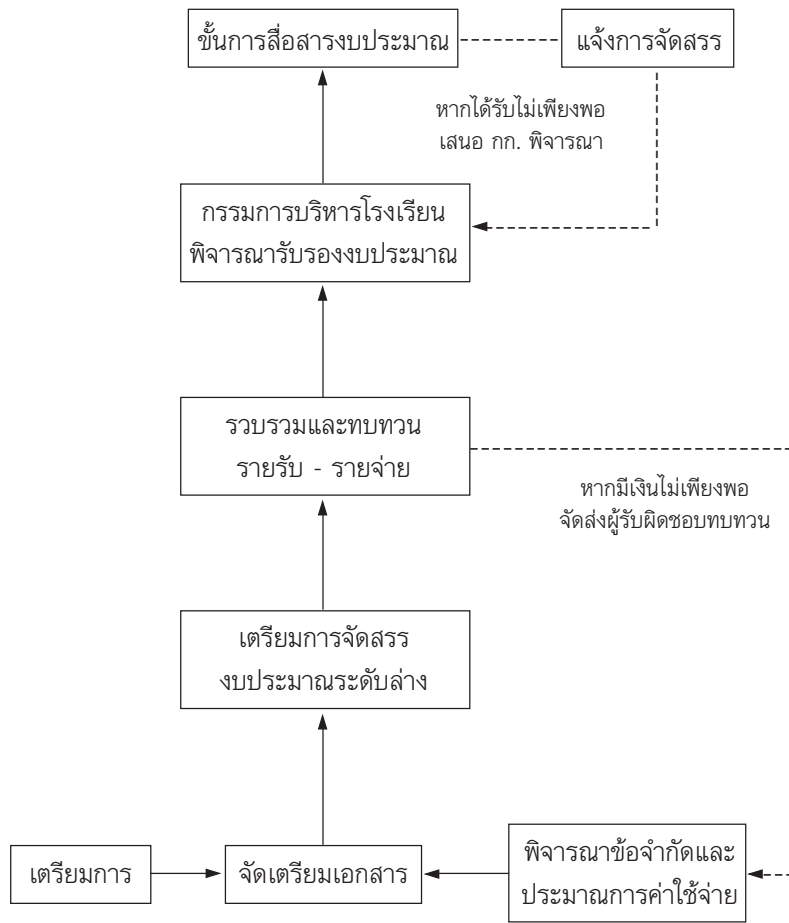 ขั้นการสื่อสารงบประมาณ
แจ้งการจัดสรร
หากได้รับไม่เพียงพอ
เสนอ กก. พิจารณา
กรรมการบริหารโรงเรียน
พิจารณารับรองงบประมาณ
รวบรวมและทบทวน
รายรับ - รายจ่าย
หากมีเงินไม่เพียงพอ
จัดส่งผู้รับผิดชอบทบทวน
เตรียมการจัดสรร
งบประมาณระดับล่าง
เตรียมการ
จัดเตรียมเอกสาร
พิจารณาข้อจำกัดและ
ประมาณการค่าใช้จ่าย